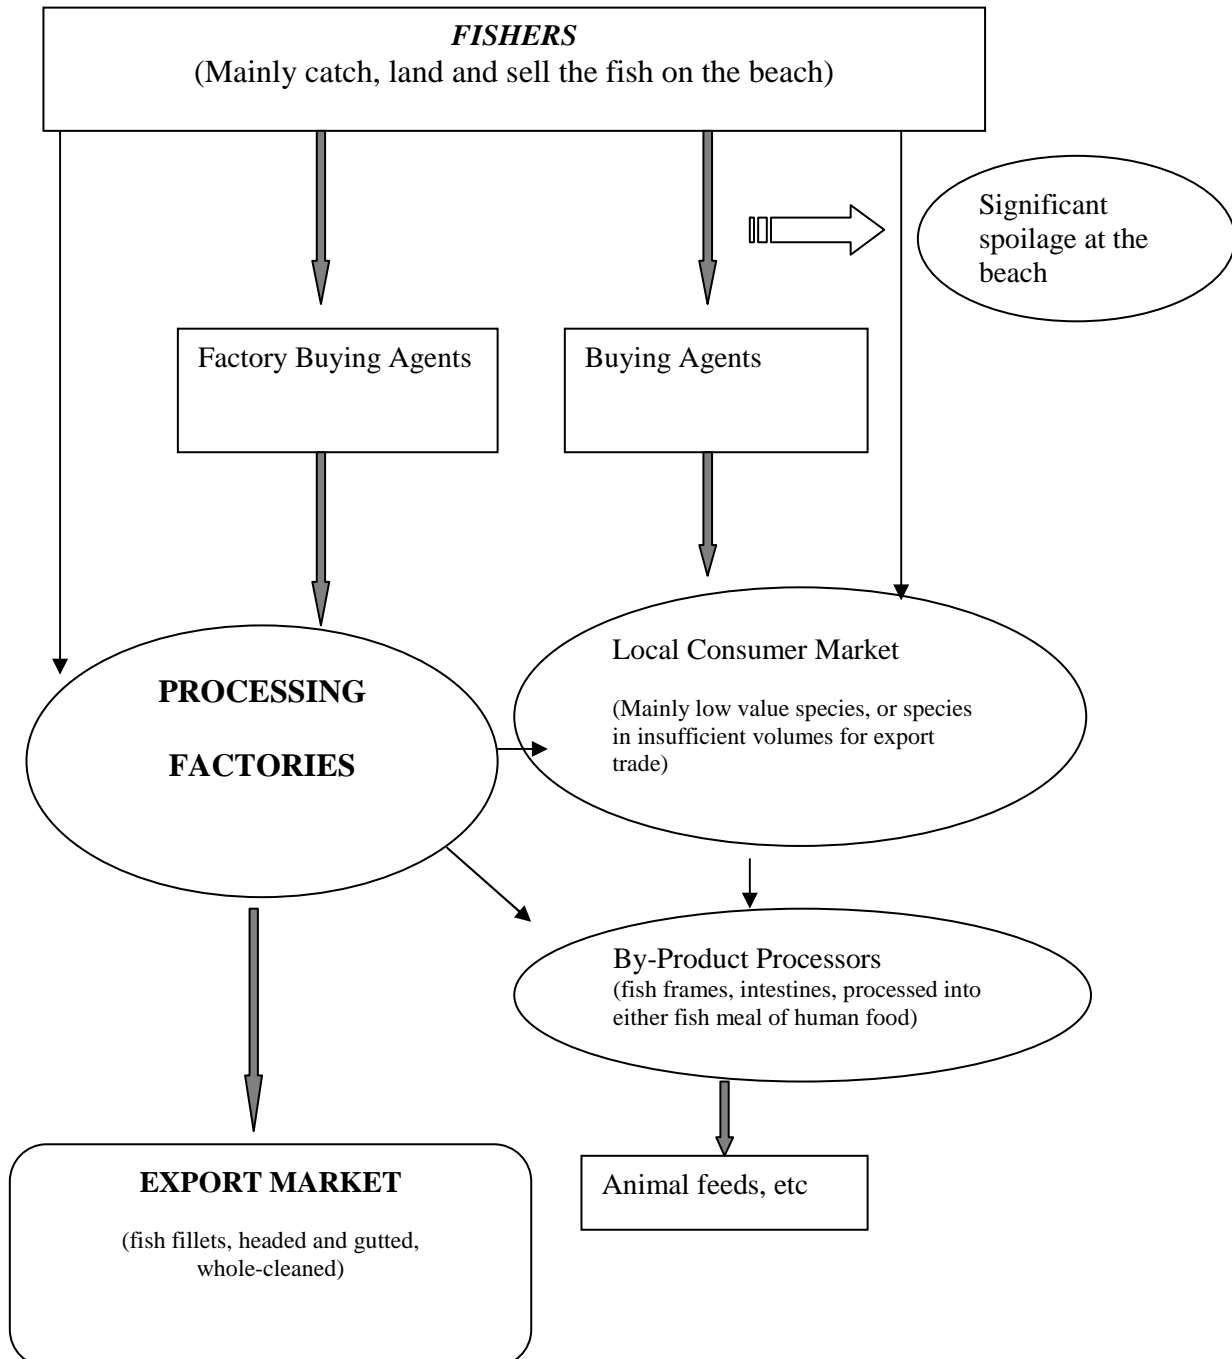 FISHERS
(Mainly catch, land and sell the fish on the beach)
Significant
spoilage at the
beach
Factory Buying Agents
Buying Agents
PROCESSING
FACTORIES
Local Consumer Market
(Mainly low value species, or species
in insufficient volumes for export
trade)
By-Product Processors
(fish frames, intestines, processed into
either fish meal of human food)
EXPORT MARKET
(fish fillets, headed and gutted,
whole-cleaned)
Animal feeds, etc